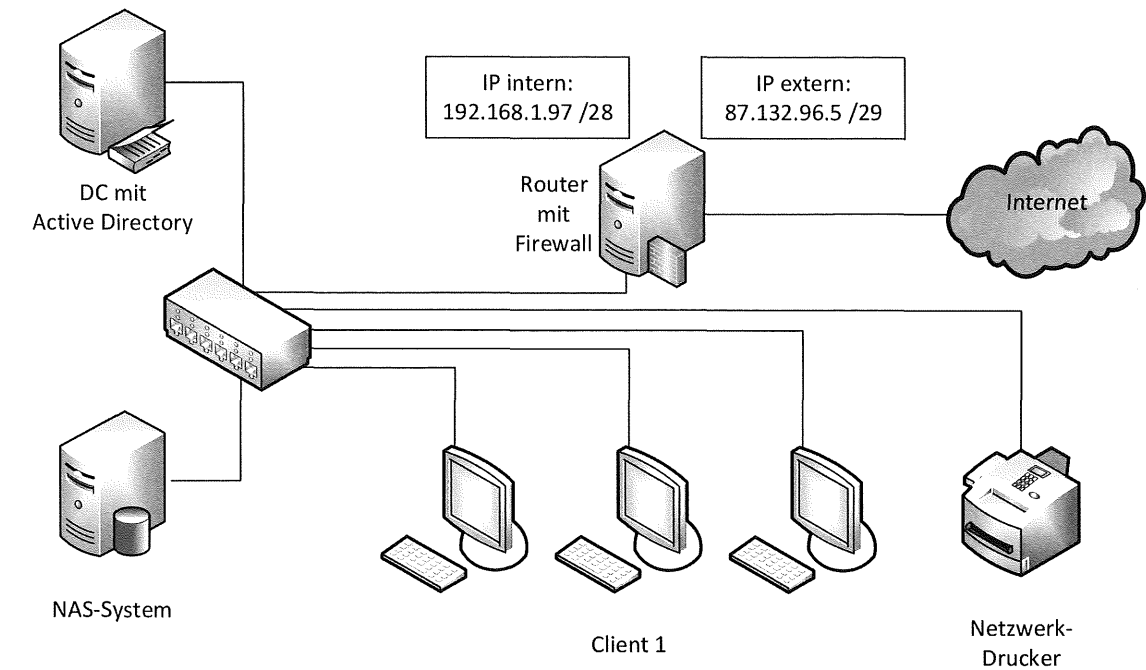 DC mit
Active Directory
IP intern:
192.168.1.97 /28
IP extern:
87.132.96.5 /29
Router
mit
Firewall
Internet
NAS-System
Client 1
Netzwerk-
Drucker